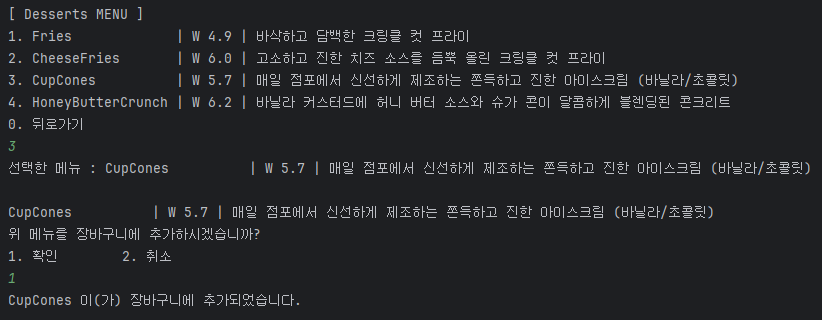 [ Desserts MENU ]
1. Fries             | W 4.9 | 바삭하고 담백한 크링클 컷 프라이
2. CheeseFries       | W 6.0 | 고소하고 진한 치즈 소스를 듬뿍 올린 크링클 컷 프라이
3. CupCones          | W 5.7 | 매일 점포에서 신선하게 제조하는 쫀득하고 진한 아이스크림 (바닐라/초콜릿)
4. HoneyButterCrunch | W 6.2 | 바닐라 커스터드에 허니 버터 소스와 슈가 콘이 달콤하게 블렌딩된 콘크리트
0. 뒤로가기
3
선택한 메뉴 : CupCones          | W 5.7 | 매일 점포에서 신선하게 제조하는 쫀득하고 진한 아이스크림 (바닐라/초콜릿)
CupCones          | W 5.7 | 매일 점포에서 신선하게 제조하는 쫀득하고 진한 아이스크림 (바닐라/초콜릿)
위 메뉴를 장바구니에 추가하시겠습니까?
1. 확인        2. 취소
1
CupCones 이(가) 장바구니에 추가되었습니다.